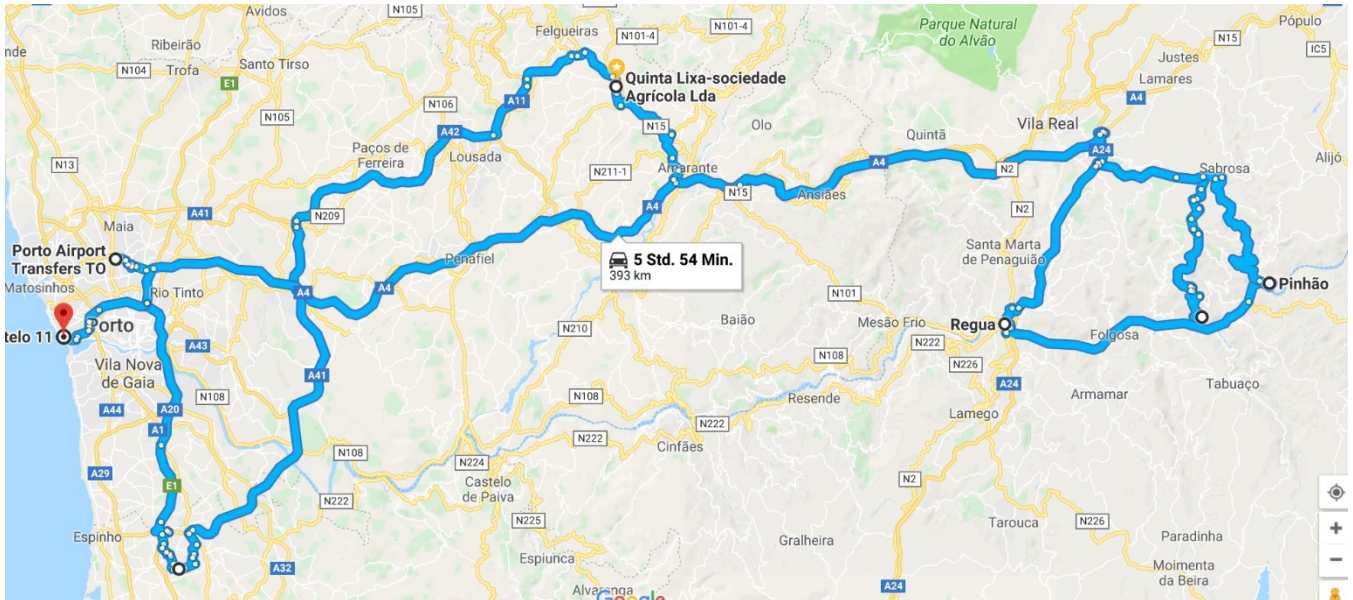 N105
N101-4
N101-4
Avidos
Felgueiras
Parque Natural
do Alvão
Pópulo
N15
IC5
Justes
Ribeirão
Santo Tirso
N104
Trofa
E1
Quinta Lixa-sociedade
Agrícola Lda
Lamares
A4
A11
N106
N105
A42
N15
Olo
Quintã
Vila Real
Paços de
Ferreira
Lousada
A24
N13
N211-1
Amarante
A4
N2
Sabrosa
Alijó
A41
N209
A4
N15
Ansiães
N2
Maia
Porto Airport
Transfers TO
Penafiel
5 Std. 54 Min.
393 km
Santa Marta
de Penaguião
Matosinhos
Rio Tinto
A4
A4
Pinhão
N101
telo 11
Porto
A43
N210
Baião
Mesão Frio
Regua
Folgosa
Vila Nova
de Gaia
N108
N222
N226
A41
N108
A24
Tabuaço
A44
A20
N108
Resende
Armamar
A1
N222
Lamego
N108
N222
Cinfães
A29
N224
E1
N222
Castelo
de Paiva
N2
N225
Tarouca
N226
Paradinha
Espinho
Gralheira
A32
Espiunca
Moimenta
da Beira
Alvarenga
A24
Google